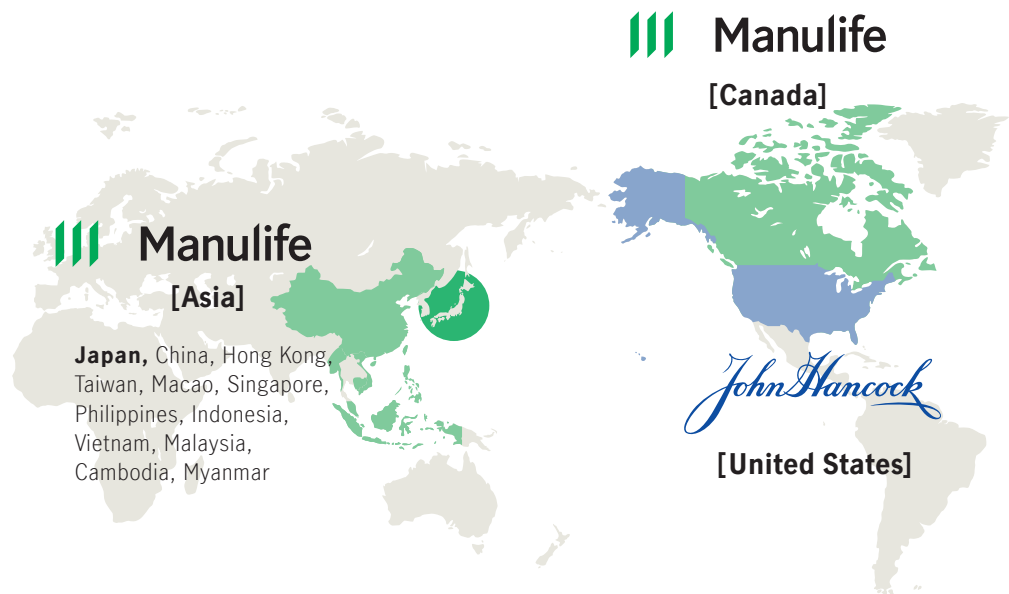 Manulife
[Canada]
Manulife
[Asia]
Japan, China, Hong Kong,
Taiwan, Macao, Singapore,
Philippines, Indonesia,
Vietnam, Malaysia,
Cambodia, Myanmar
John Hancock
[United States]